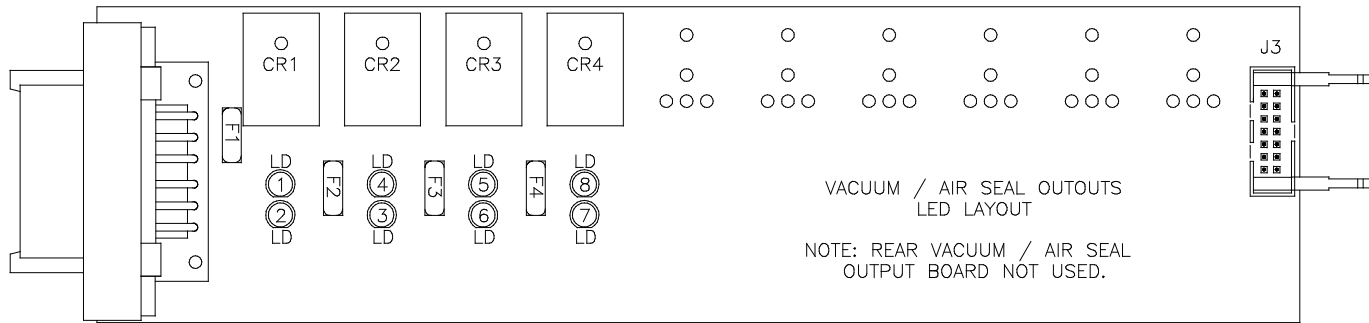 J3
CR1 CR2 CR3 CR4
F1
LD LD LD LD
1 4 5 8
F2 F3 F4
2 3 6 7
LD LD LD LD
VACUUM / AIR SEAL OUTOUTS
LED LAYOUT
NOTE: REAR VACUUM / AIR SEAL
OUTPUT BOARD NOT USED.